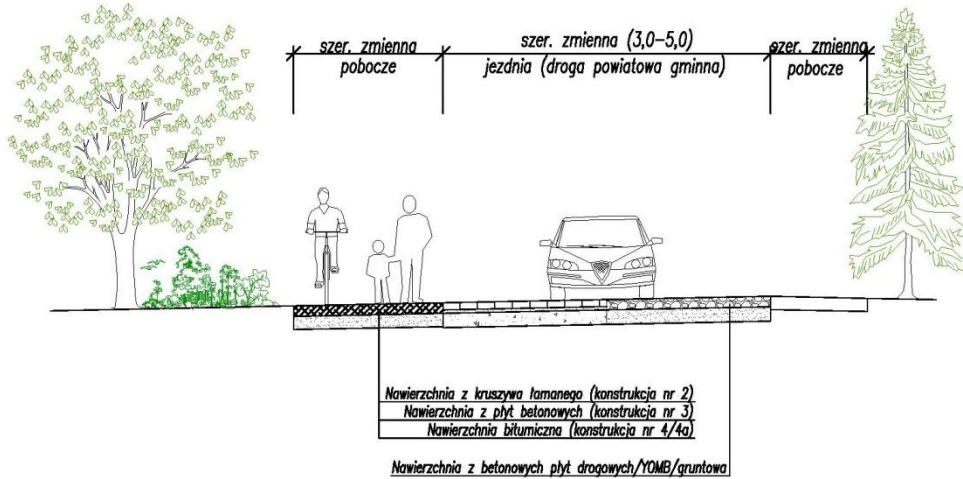 szer. zmienna
pobocze
szer. zmienna (3,0-5,0)
jezdnia (droga powiatowa gminna)
szer. zmienna
pobocze
Nawierzchnia z kruszywa łamanego (konstrukcja nr 2)
Nawierzchnia z płyt betonowych (konstrukcja nr 3)
Nawierzchnia bitumiczna (konstrukcja nr 4/4a)
Nawierzchnia z betonowych płyt drogowych/YOMB/gruntowa